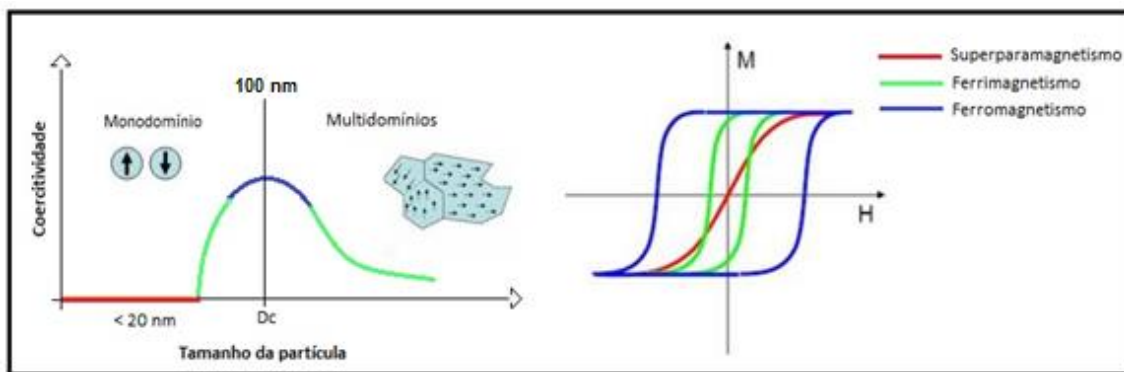 100 nm
Monodomínio
Multidomínios
Coercitividade
< 20 nm
Dc
Tamanho da partícula
M
H
Superparamagnetismo
Ferrimagnetismo
Ferromagnetismo